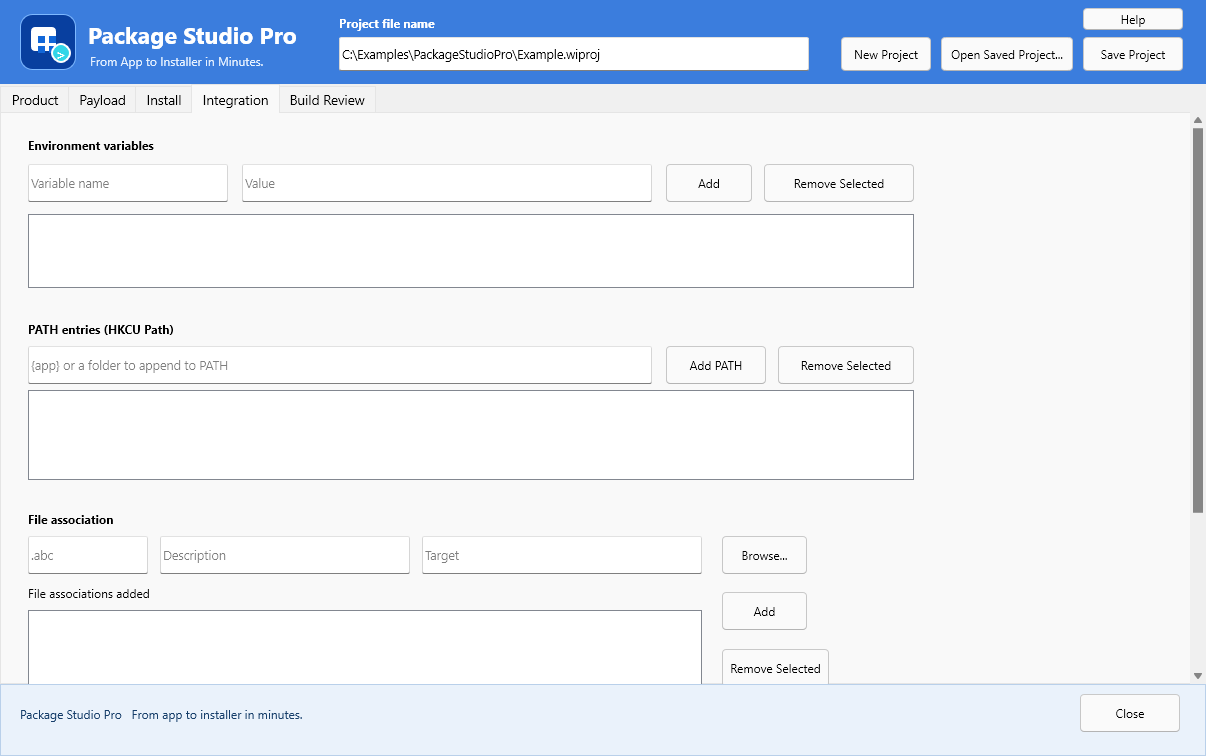 Package Studio Pro
From App to Installer in Minutes.
Project file name
C:\Examples\PackageStudioPro\Example.wiproj
New Project
Open Saved Project...
Help
Save Project
Product
Payload
Install
Integration
Build Review
Environment variables
Variable name
Value
Add
Remove Selected
PATH entries (HKCU Path)
{app} or a folder to append to PATH
Add PATH
Remove Selected
File association
.abc
Description
Target
Browse...
File associations added
Add
Remove Selected
Package Studio Pro From app to installer in minutes.
Close